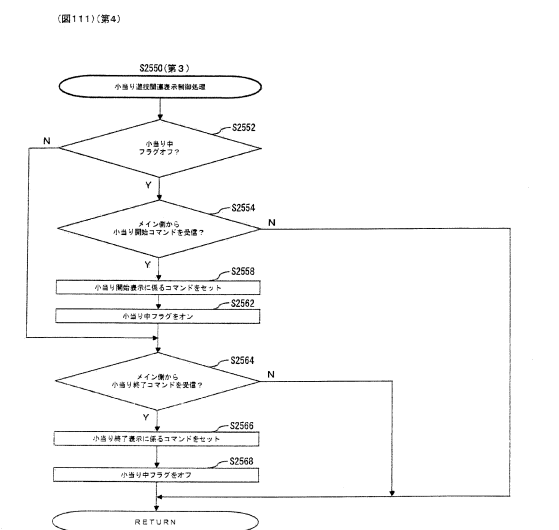 (図111)(第4)
S2550(第3)
小当り遊技関連表示制御処理
S2552
小当り中
フラグオフ?
N
Y
S2554
メイン側から
小当り開始コマンドを受信?
N
Y
S2558
小当り開始表示に係るコマンドをセット
S2562
小当り中フラグをオン
S2564
メイン側から
小当り終了コマンドを受信?
N
Y
S2566
小当り終了表示に係るコマンドをセット
S2568
小当り中フラグをオフ
RETURN